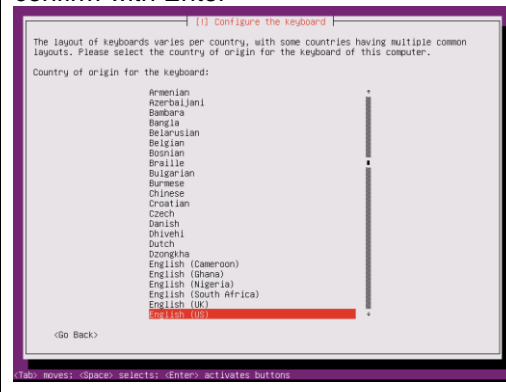 confirm with Enter
[!] Configure the keyboard
The layout of keyboards varies per country, with some countries having multiple common
layouts. Please select the country of origin for the keyboard of this computer.
Country of origin for the keyboard:
Armenian
Azerbaijani
Bambara
Bangla
Belarusian
Belgian
Bosnian
Braille
Bulgarian
Burmese
Chinese
Croatian
Czech
Danish
Dhivehi
Dutch
Dzongkha
English (Cameroon)
English (Ghana)
English (Nigeria)
English (South Africa)
English (UK)
English (US)
<Go Back>
<Tab> moves; <Space> selects; <Enter> activates buttons